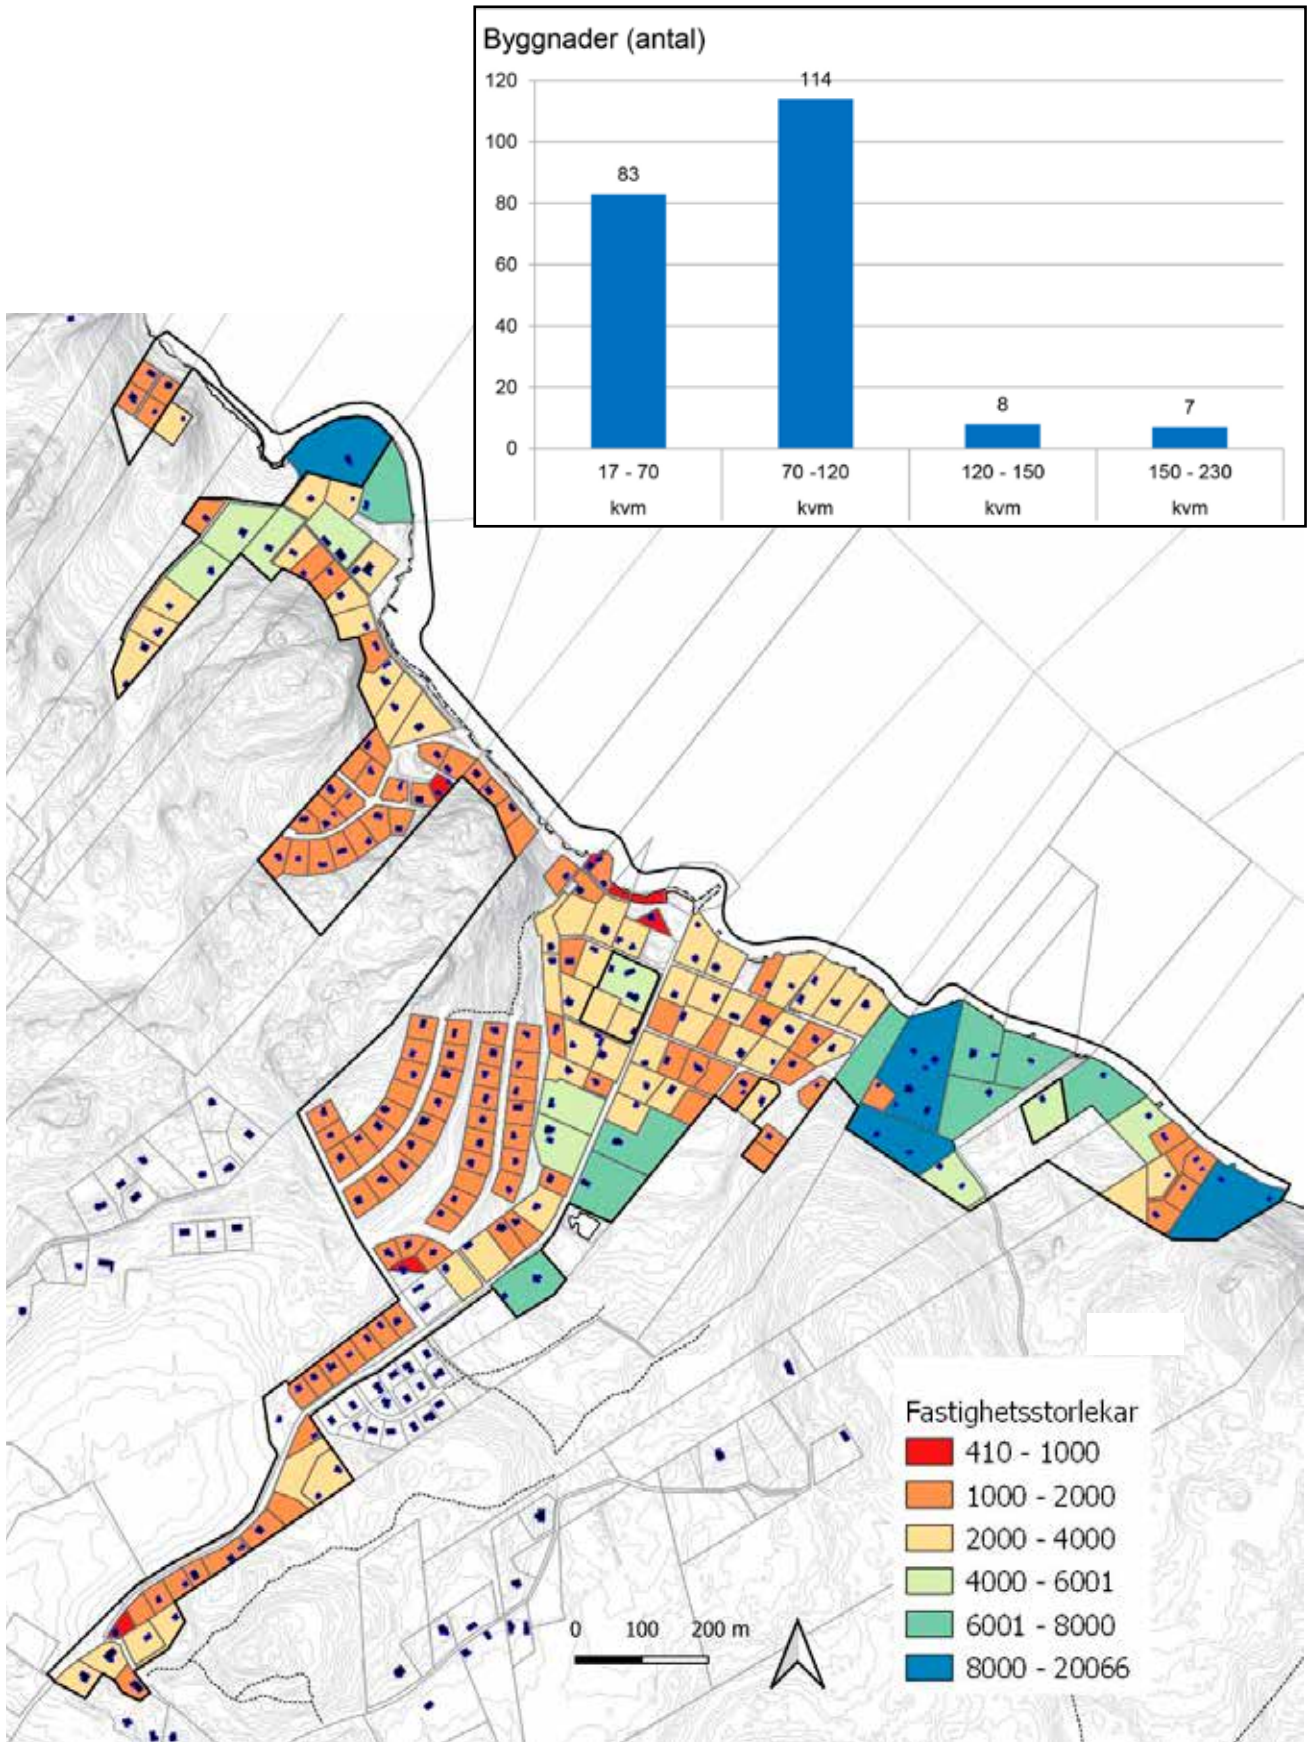 Byggnader (antal)
120
100
80
60
40
20
0
83
114
8
7
17 - 70 70 -120 120 - 150 150 - 230
kvm kvm kvm kvm
Fastighetsstorlekar
410 - 1000
1000 - 2000
2000 - 4000
4000 - 6001
6001 - 8000
8000 - 20066
0 100 200 m